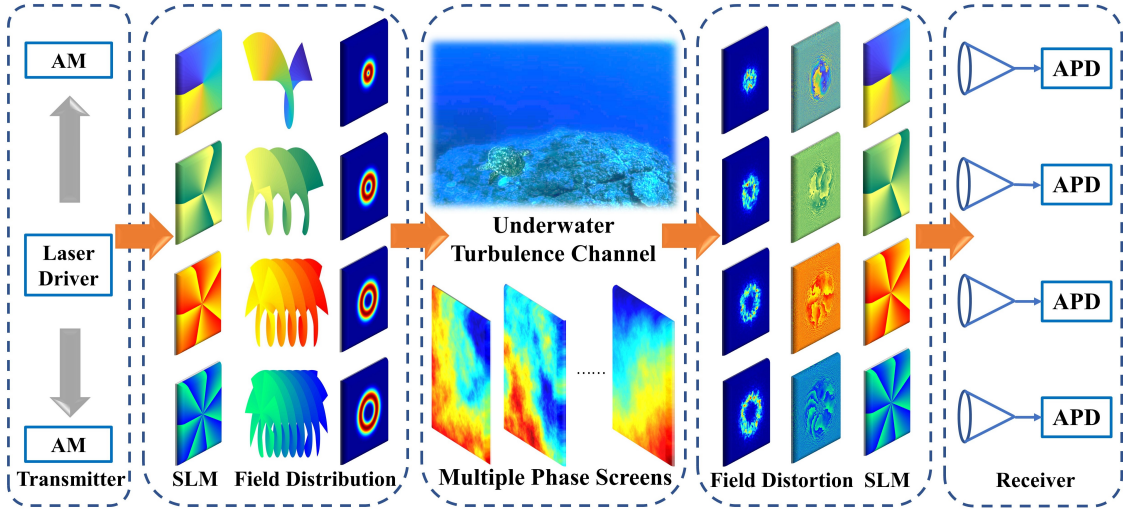 AM
Laser
Driver
AM
Transmitter
SLM
Field Distribution
Underwater
Turbulence Channel
......
Multiple Phase Screens
Field Distortion
SLM
APD
APD
APD
APD
Receiver